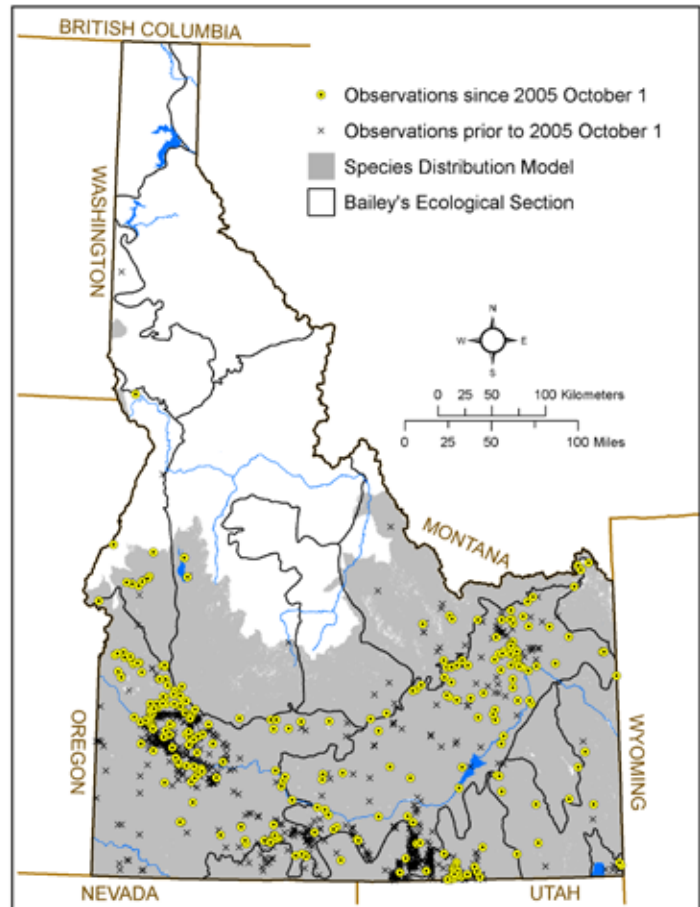 BRITISH COLUMBIA
Observations since 2005 October 1
Observations prior to 2005 October 1
Species Distribution Model
Bailey's Ecological Section
WASHINGTON
N
W E
S
0 25 50 100 Kilometers
0 25 50 100 Miles
MONTANA
OREGON
WYOMING
NEVADA UTAH